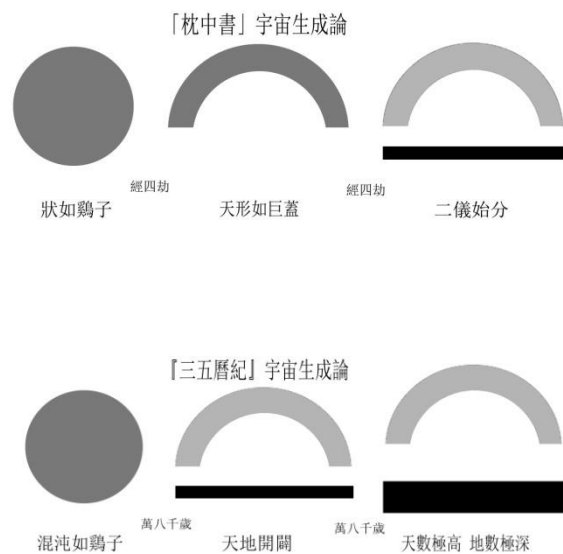 「枕中書」宇宙生成論
經四劫
經四劫
狀如鷄子
天形如巨蓋
二儀始分
『三五曆紀』宇宙生成論
萬八千歲
萬八千歲
混沌如鷄子
天地開闢
天數極高 地數極深